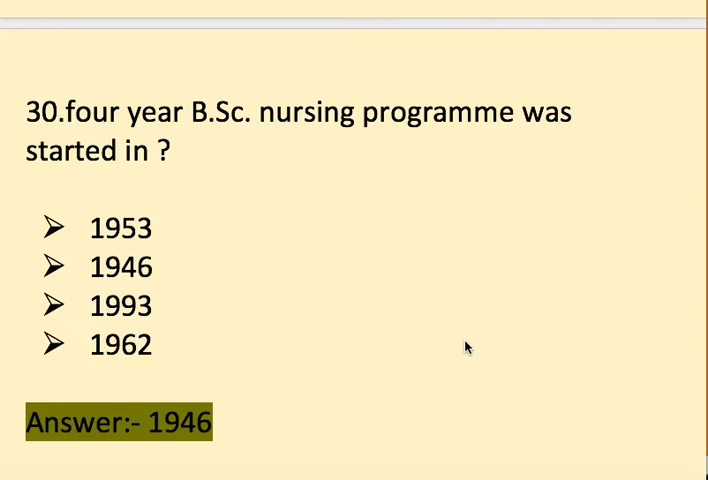 30.four year B.Sc. nursing programme was
started in ?
➢ 1953
➢ 1946
➢ 1993
➢ 1962
Answer:- 1946